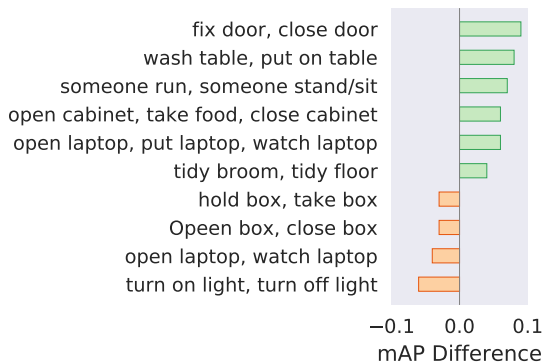 fix door, close door
wash table, put on table
someone run, someone stand/sit
open cabinet, take food, close cabinet
open laptop, put laptop, watch laptop
tidy broom, tidy floor
hold box, take box
Opeen box, close box
open laptop, watch laptop
turn on light, turn off light
−0.1 0.0 0.1
mAP Difference